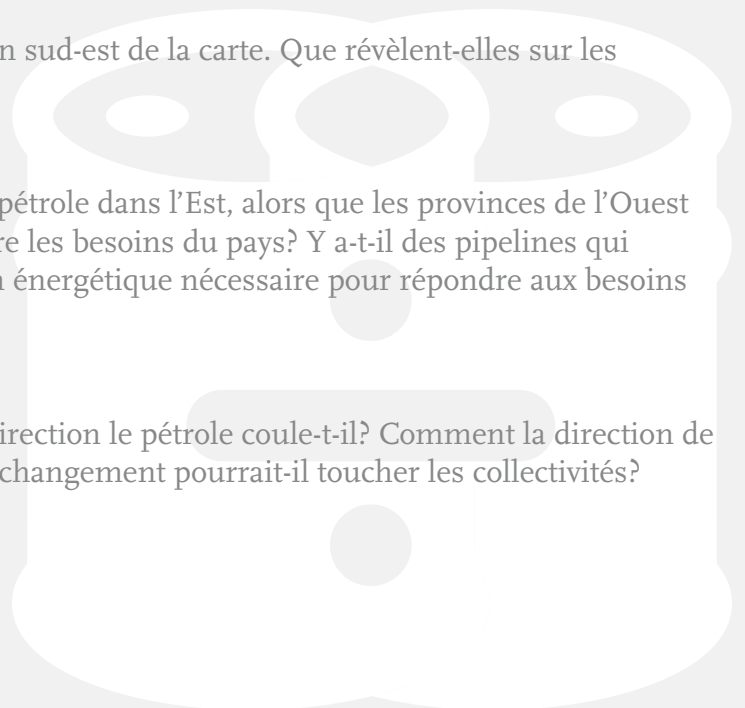 n sud-est de la carte. Que révèlent-elles sur les
pétrole dans l’Est, alors que les provinces de l’Ouest
re les besoins du pays? Y a-t-il des pipelines qui
n énergétique nécessaire pour répondre aux besoins
irection le pétrole coule-t-il? Comment la direction de
changement pourrait-il toucher les collectivités?